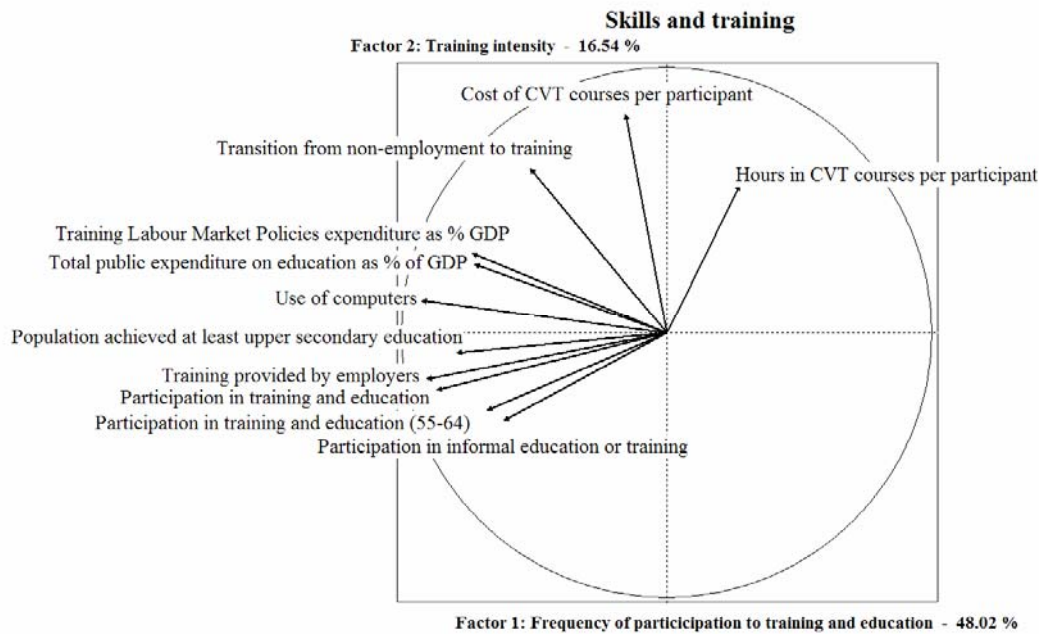 Skills and training
Factor 2: Training intensity - 16.54 %
Cost of CVT courses per participant
Transition from non-employment to training
Hours in CVT courses per participant
Training Labour Market Policies expenditure as % GDP
Total public expenditure on education as % of GDP
Use of computers
Population achieved at least upper secondary education
Training provided by employers
Participation in training and education
Participation in training and education (55-64)
Participation in informal education or training
Factor 1: Frequency of particicipation to training and education - 48.02 %